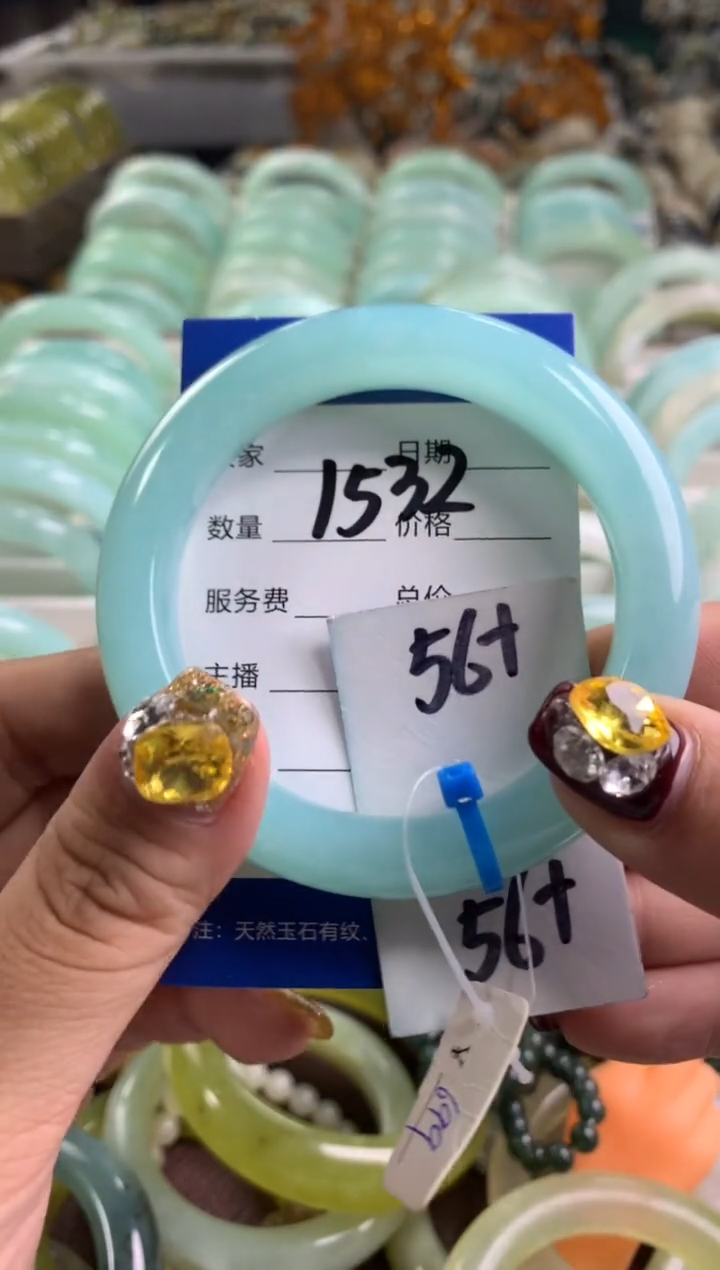 家 日期
1532
数量 价格
服务费 总价
56+
主播
56+
注：天然玉石有纹、
699